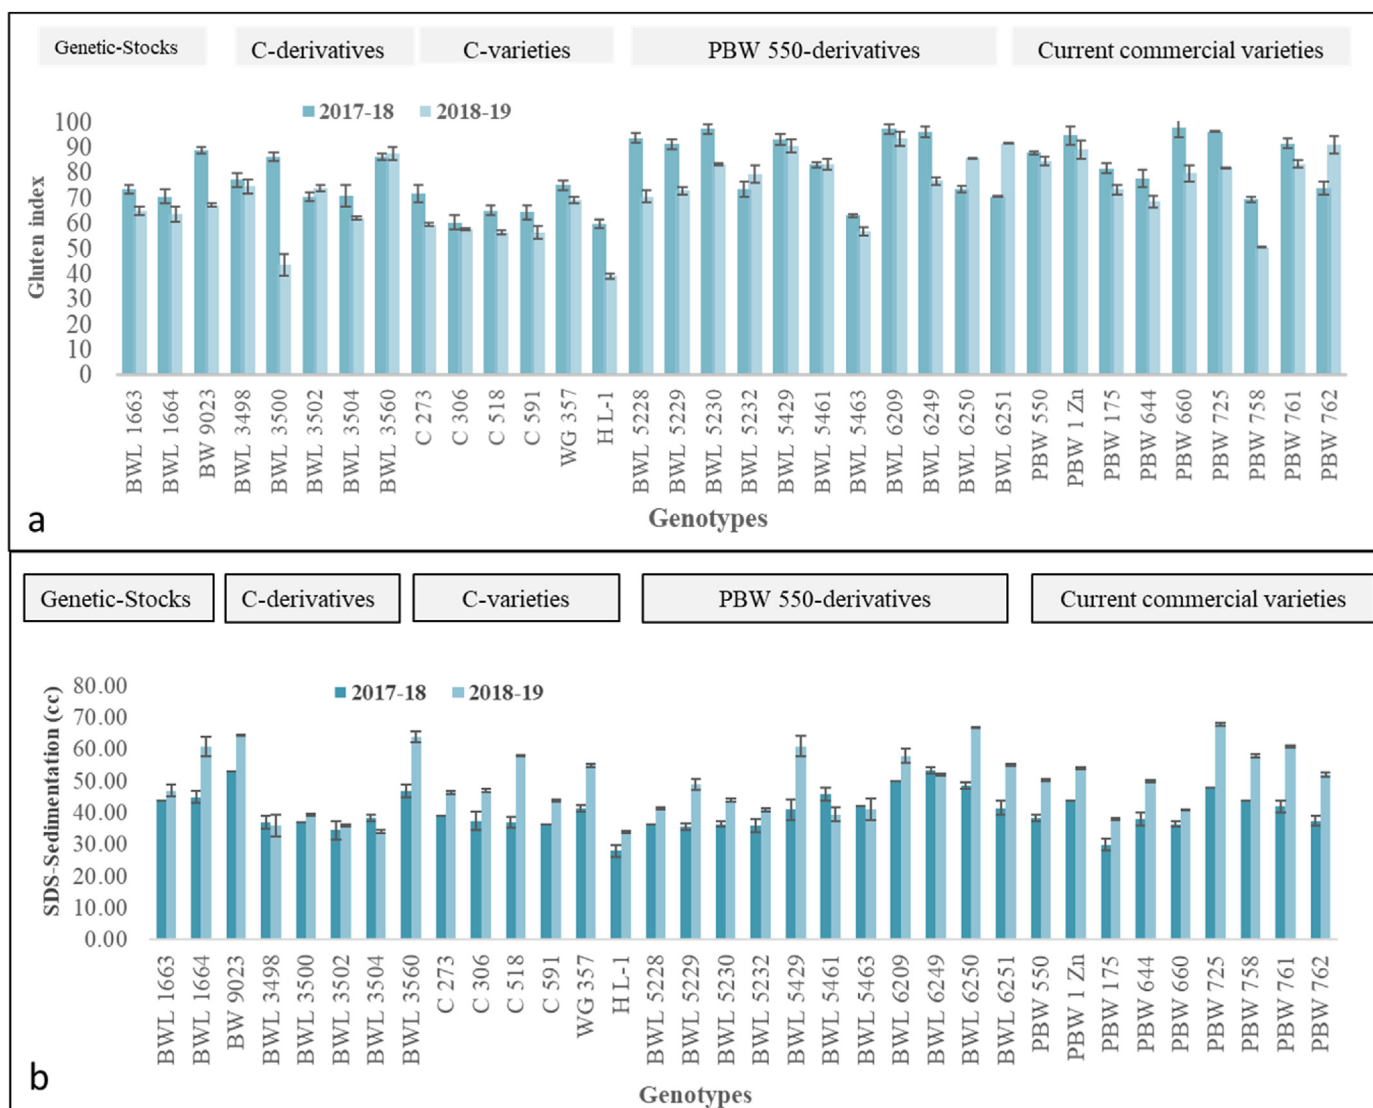 Genetic-Stocks C-derivatives C-varieties PBW 550-derivatives Current commercial varieties
2017-18 2018-19
Gluten index
100
90
80
70
60
50
40
30
20
10
0
BWL 1663 BWL 1664 BW 9023 BWL 3498 BWL 3500 BWL 3502 BWL 3504 BWL 3560 C 273 C 306 C 518 C 591 WG 357 H L-1 BWL 5228 BWL 5229 BWL 5230 BWL 5232 BWL 5429 BWL 5461 BWL 5463 BWL 6209 BWL 6249 BWL 6250 BWL 6251 PBW 550 PBW 1 Zn PBW 175 PBW 644 PBW 660 PBW 725 PBW 758 PBW 761 PBW 762
Genotypes
a
Genetic-Stocks C-derivatives C-varieties PBW 550-derivatives Current commercial varieties
2017-18 2018-19
SDS-Sedimentation (cc)
80.00
70.00
60.00
50.00
40.00
30.00
20.00
10.00
0.00
BWL 1663 BWL 1664 BW 9023 BWL 3498 BWL 3500 BWL 3502 BWL 3504 BWL 3560 C 273 C 306 C 518 C 591 WG 357 H L-1 BWL 5228 BWL 5229 BWL 5230 BWL 5232 BWL 5429 BWL 5461 BWL 5463 BWL 6209 BWL 6249 BWL 6250 BWL 6251 PBW 550 PBW 1 Zn PBW 175 PBW 644 PBW 660 PBW 725 PBW 758 PBW 761 PBW 762
Genotypes
b